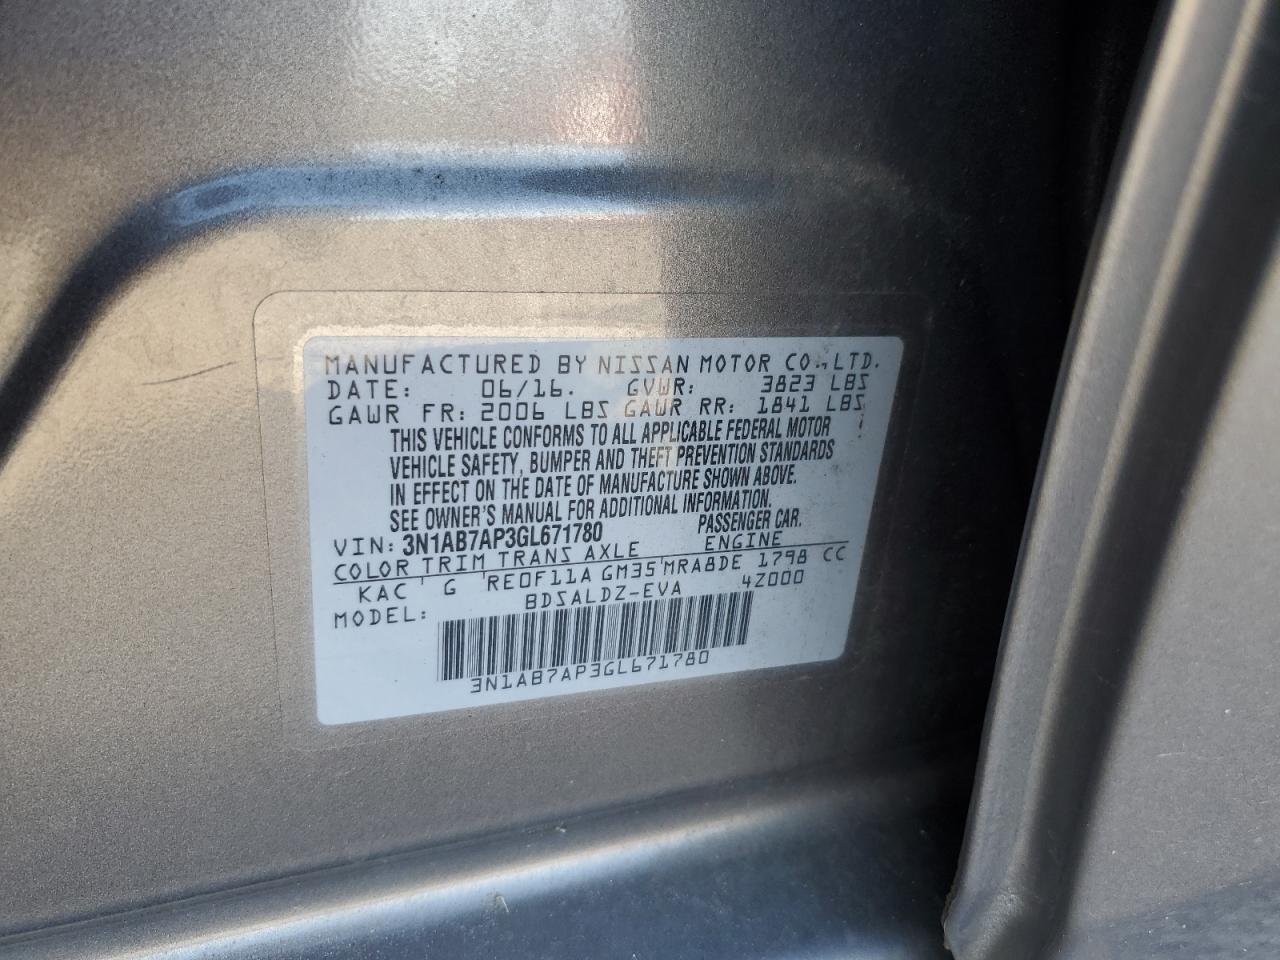 MANUFACTURED BY NISSAN MOTOR CO., LTD.
DATE: 06/16. GVWR: 3823 LBS
GAWR FR: 2006 LBS GAWR RR: 1841 LBS
THIS VEHICLE CONFORMS TO ALL APPLICABLE FEDERAL MOTOR
VEHICLE SAFETY, BUMPER AND THEFT PREVENTION STANDARDS
IN EFFECT ON THE DATE OF MANUFACTURE SHOWN ABOVE.
SEE OWNER'S MANUAL FOR ADDITIONAL INFORMATION.
VIN: 3N1AB7AP3GL671780 PASSENGER CAR.
COLOR TRIM TRANS AXLE ENGINE
KAC G RE0F11A GM35 MRA8DE 1798 CC
MODEL: BDSALDZ-EVA 4Z000
3N1AB7AP3GL671780